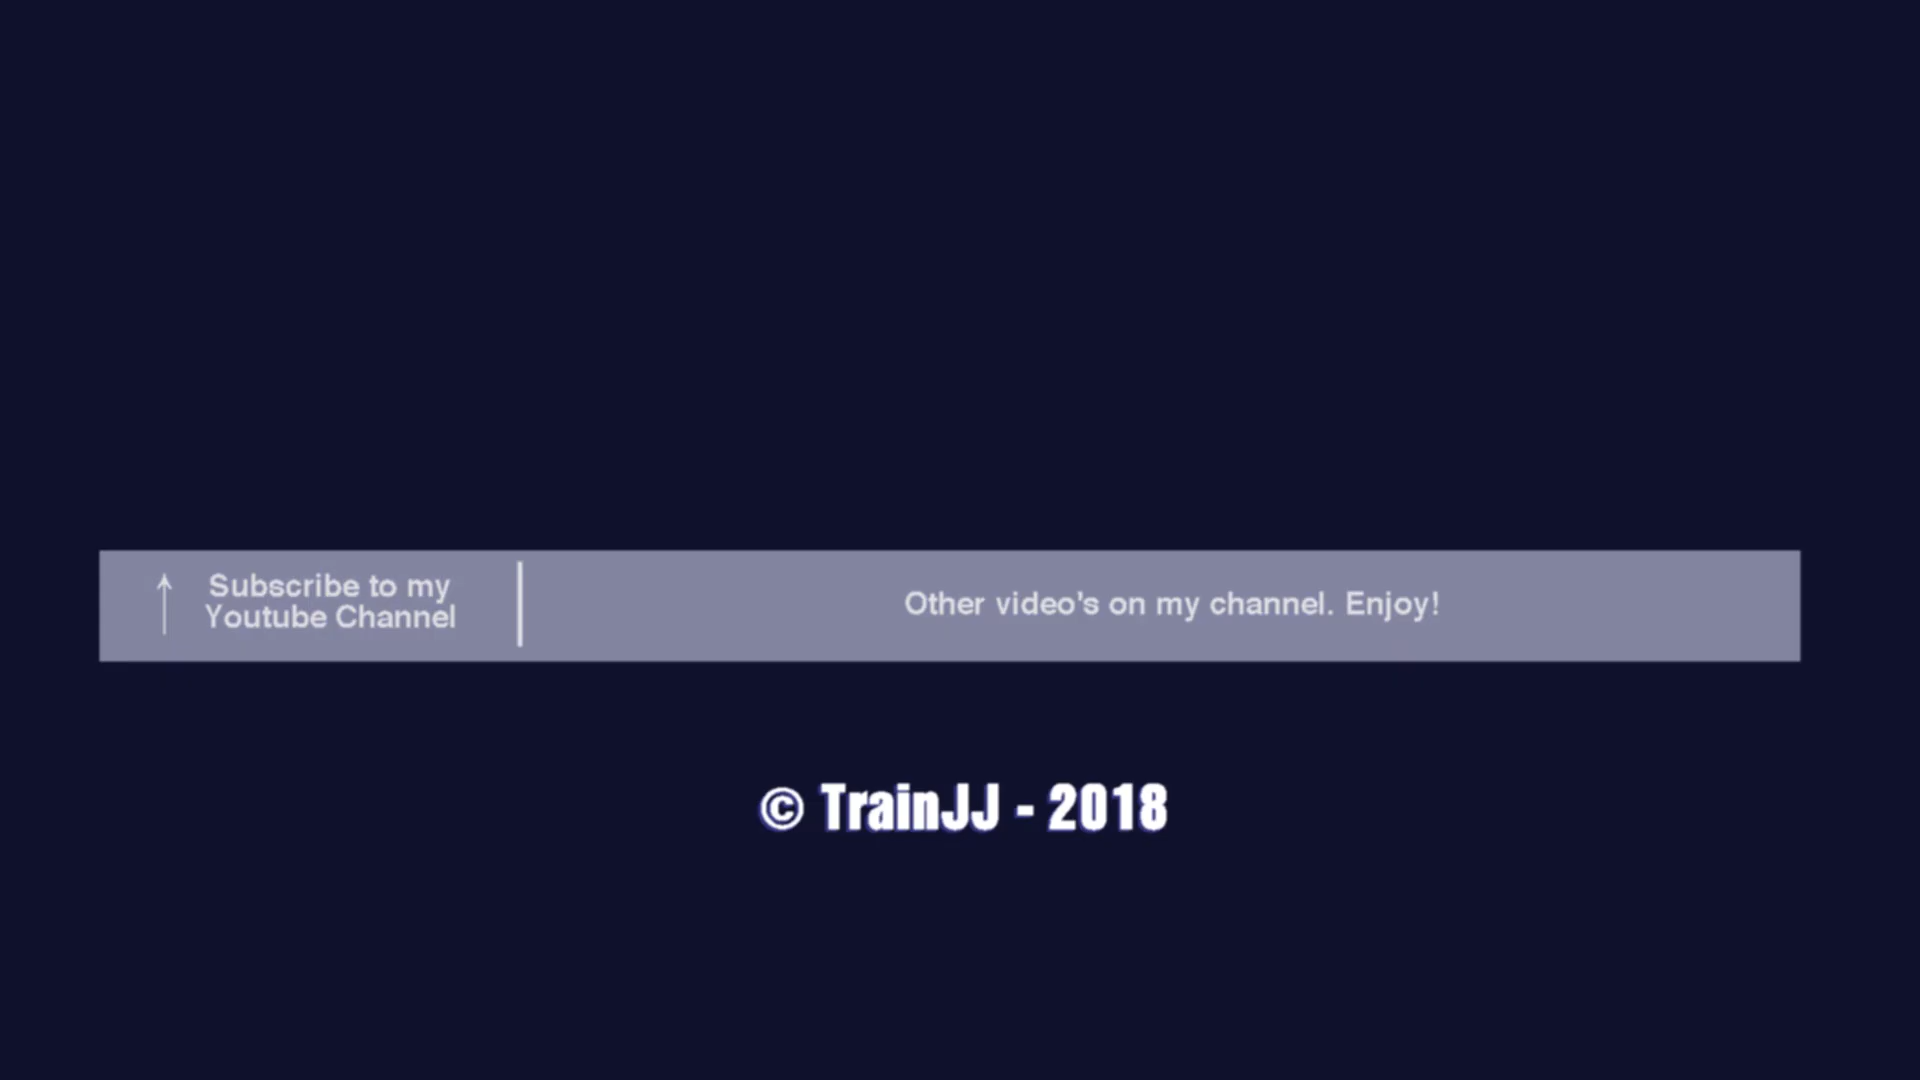 Subscribe to my
Youtube Channel
Other video's on my channel. Enjoy!
© TrainJJ - 2018